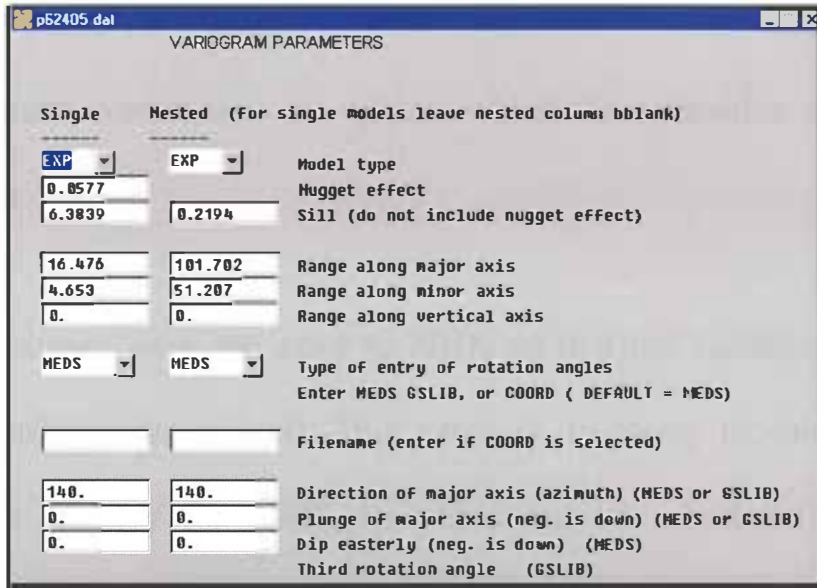 p62405 dal
VARIOGRAM PARAMETERS
Single Nested (For single models leave nested column bblank)
------- -------
EXP EXP Model type
0.0577 Nugget effect
6.3839 0.2194 Sill (do not include nugget effect)
16.476 101.702 Range along major axis
4.653 51.207 Range along minor axis
0. 0. Range along vertical axis
MEDS MEDS Type of entry of rotation angles
Enter MEDS GSLIB, or COORD ( DEFAULT = MEDS)
Filename (enter if COORD is selected)
140. 140. Direction of major axis (azimuth) (MEDS or GSLIB)
0. 0. Plunge of major axis (neg. is down) (MEDS or GSLIB)
0. 0. Dip easterly (neg. is down) (MEDS)
Third rotation angle (GSLIB)